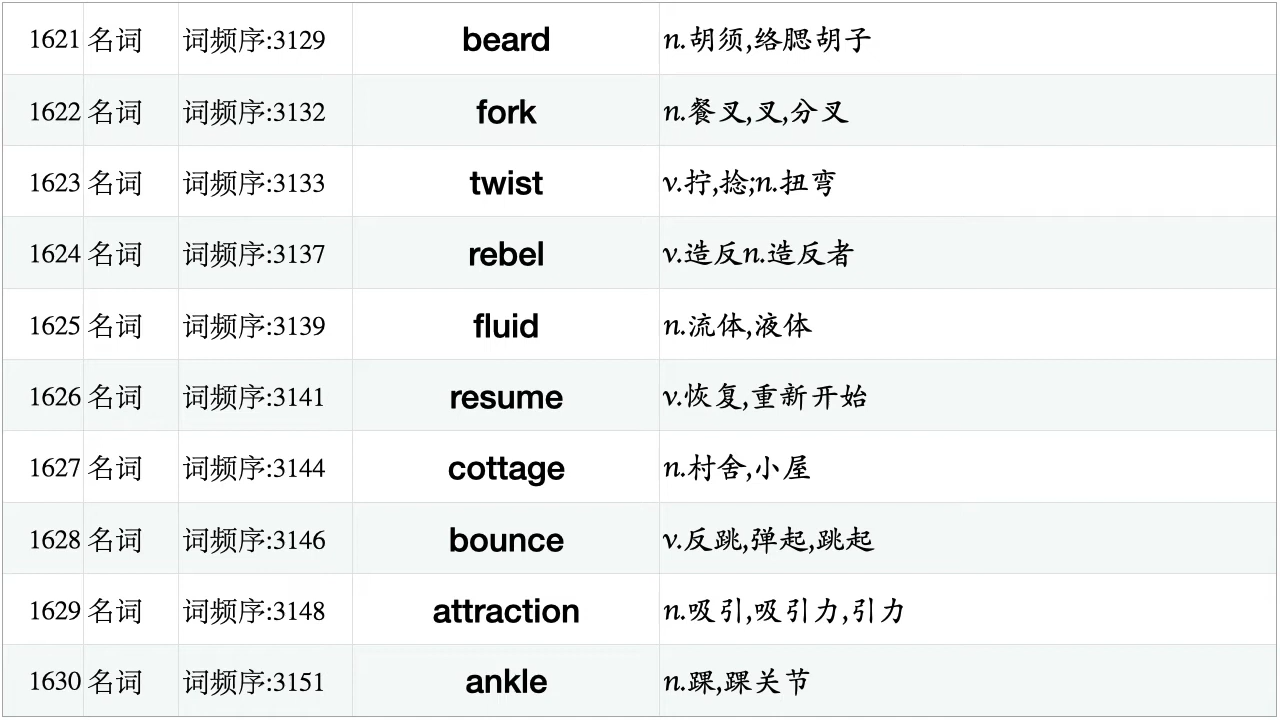 1621 名词 词频序:3129 beard n.胡须,络腮胡子
1622 名词 词频序:3132 fork n.餐叉,叉,分叉
1623 名词 词频序:3133 twist v.拧,捻;n.扭弯
1624 名词 词频序:3137 rebel v.造反n.造反者
1625 名词 词频序:3139 fluid n.流体,液体
1626 名词 词频序:3141 resume v.恢复,重新开始
1627 名词 词频序:3144 cottage n.村舍,小屋
1628 名词 词频序:3146 bounce v.反跳,弹起,跳起
1629 名词 词频序:3148 attraction n.吸引,吸引力,引力
1630 名词 词频序:3151 ankle n.踝,踝关节